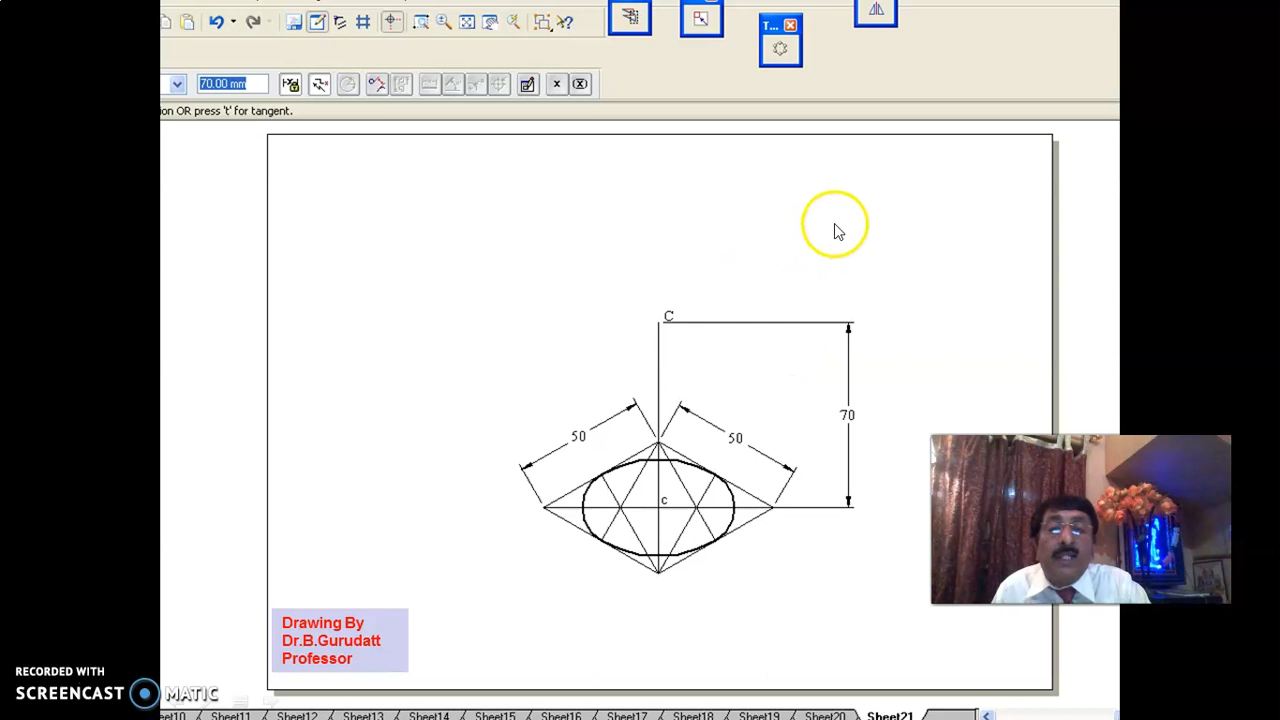 T...
70.00 mm
ion OR press 't' for tangent.
C
50
50
70
c
Drawing By
Dr.B.Gurudatt
Professor
RECORDED WITH
SCREENCAST MATIC
Sheet11 Sheet12 Sheet13 Sheet14 Sheet15 Sheet16 Sheet17 Sheet18 Sheet19 Sheet20 Sheet21